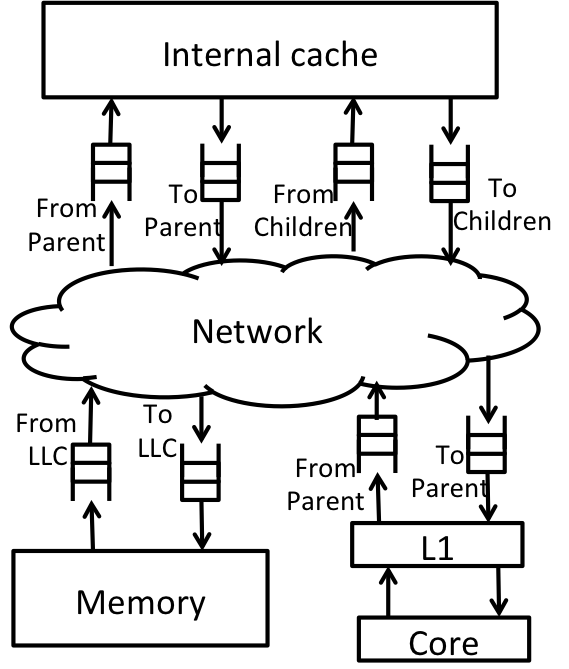 Internal cache
From
Parent
To
Parent
From
Children
To
Children
Network
From
LLC
To
LLC
From
Parent
To
Parent
L1
Memory
Core